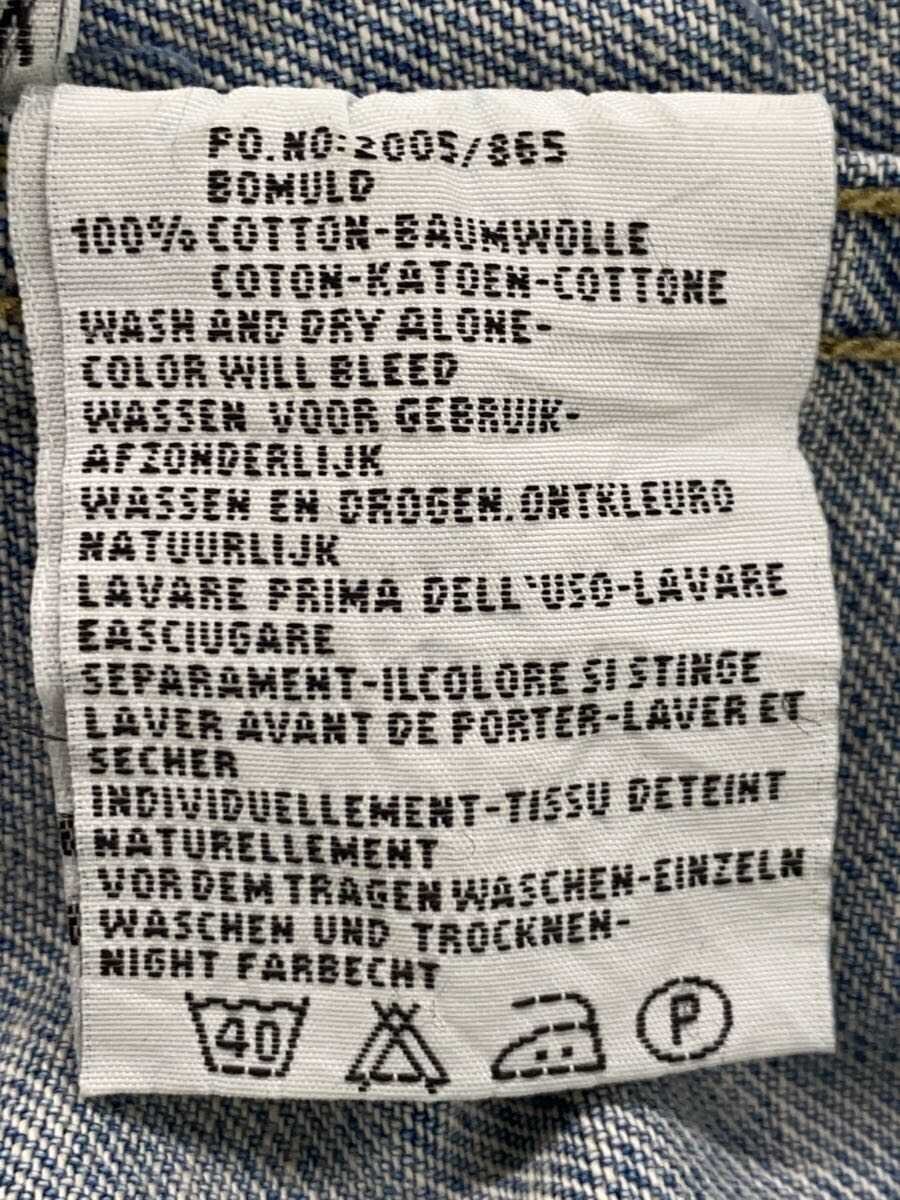 PO.NO:2005/865
BOMULD
100% COTTON-BAUMWOLLE
COTON-KATOEN-COTTONE
WASH AND DRY ALONE-
COLOR WILL BLEED
WASSEN VOOR GEBRUIK-
AFZONDERLIJK
WASSEN EN DROGEN.ONTKLEURO
NATUURLIJK
LAVARE PRIMA DELL'USO-LAVARE
EASCIUGARE
SEPARAMENT-ILCOLORE SI STINGE
LAVER AVANT DE PORTER-LAVER ET
SECHER
INDIVIDUELLEMENT-TISSU DETEINT
NATURELLEMENT
VOR DEM TRAGEN WASCHEN-EINZELN
WASCHEN UND TROCKNEN-
NIGHT FARBECHT
40 P